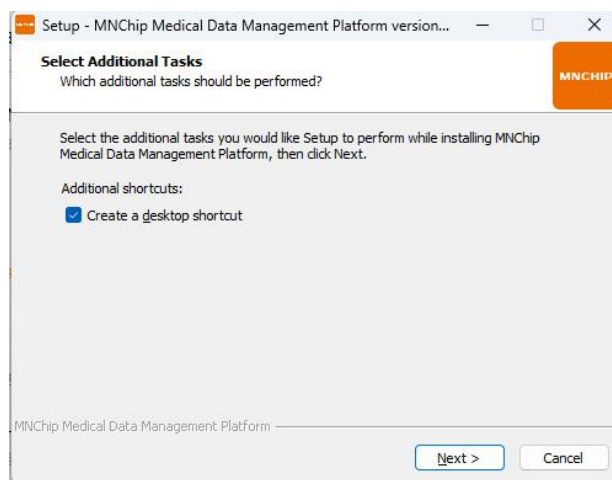 Setup - MNChip Medical Data Management Platform version...
Select Additional Tasks
Which additional tasks should be performed?
MNCHIP
Select the additional tasks you would like Setup to perform while installing MNChip
Medical Data Management Platform, then click Next.
Additional shortcuts:
Create a desktop shortcut
MNChip Medical Data Management Platform
Next >
Cancel